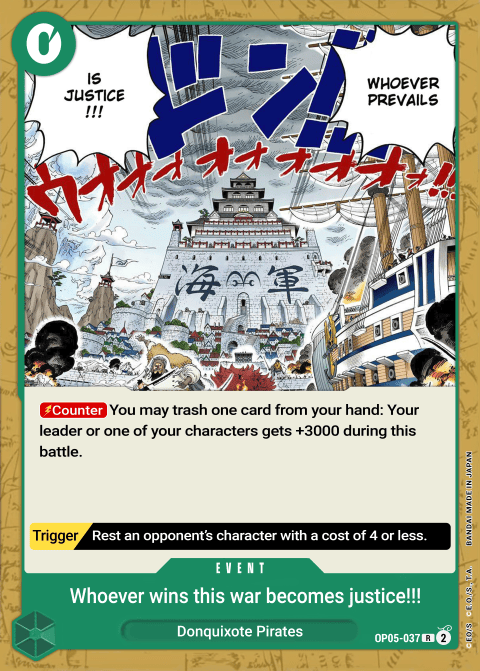 0
IS
JUSTICE
!!!
WHOEVER
PREVAILS
ドン!!
ウオオオオオオオオオオ!!
海軍
Counter You may trash one card from your hand: Your
leader or one of your characters gets +3000 during this
battle.
Trigger Rest an opponent's character with a cost of 4 or less.
EVENT
Whoever wins this war becomes justice!!!
Donquixote Pirates
OP05-037 R 2
BANDAI MADE IN JAPAN